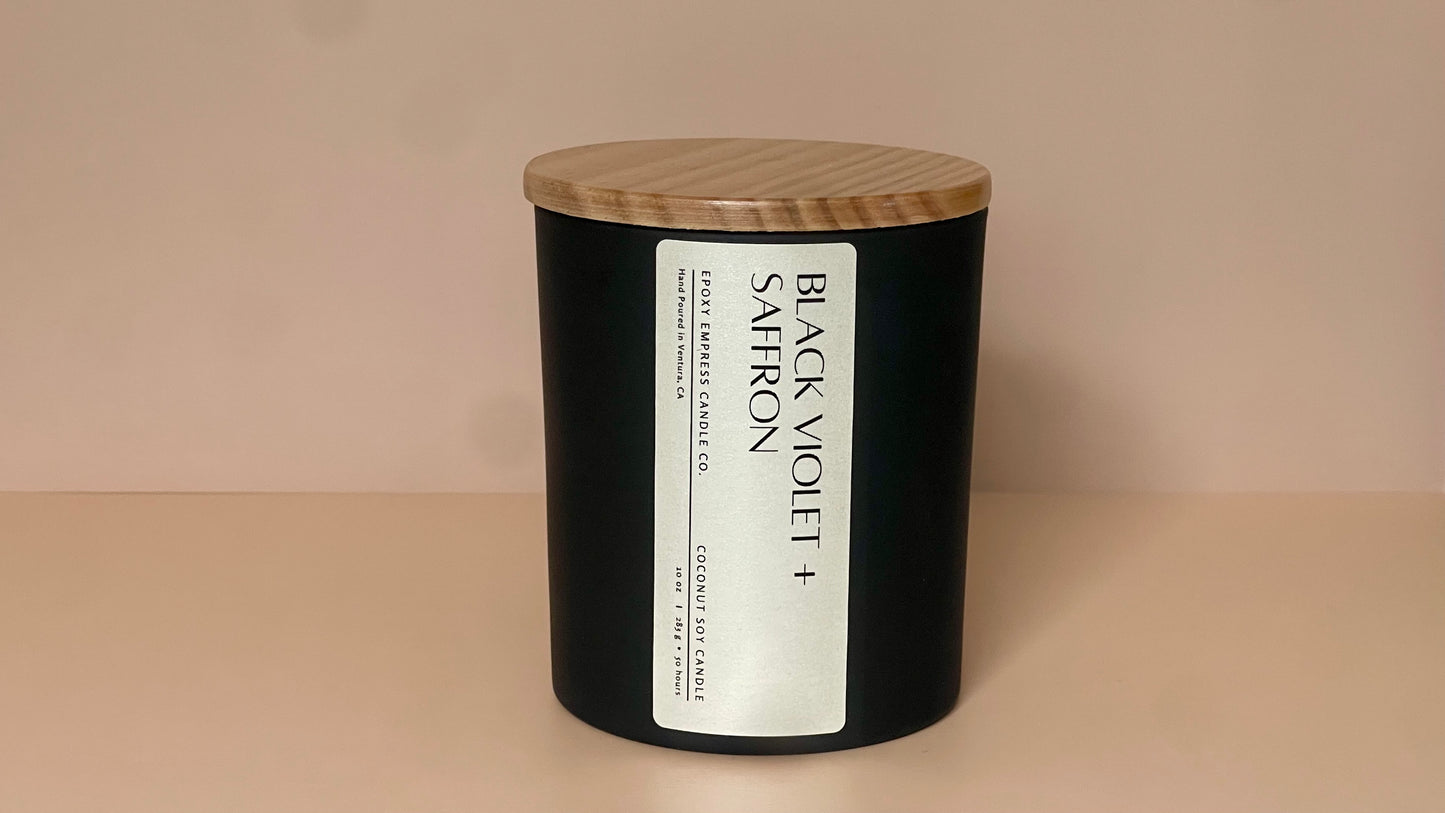 BLACK VIOLET +
SAFFRON
EPOXY EMPRESS CANDLE CO.
COCONUT SOY CANDLE
Hand Poured in Ventura, CA
10 oz | 283 g • 50 hours